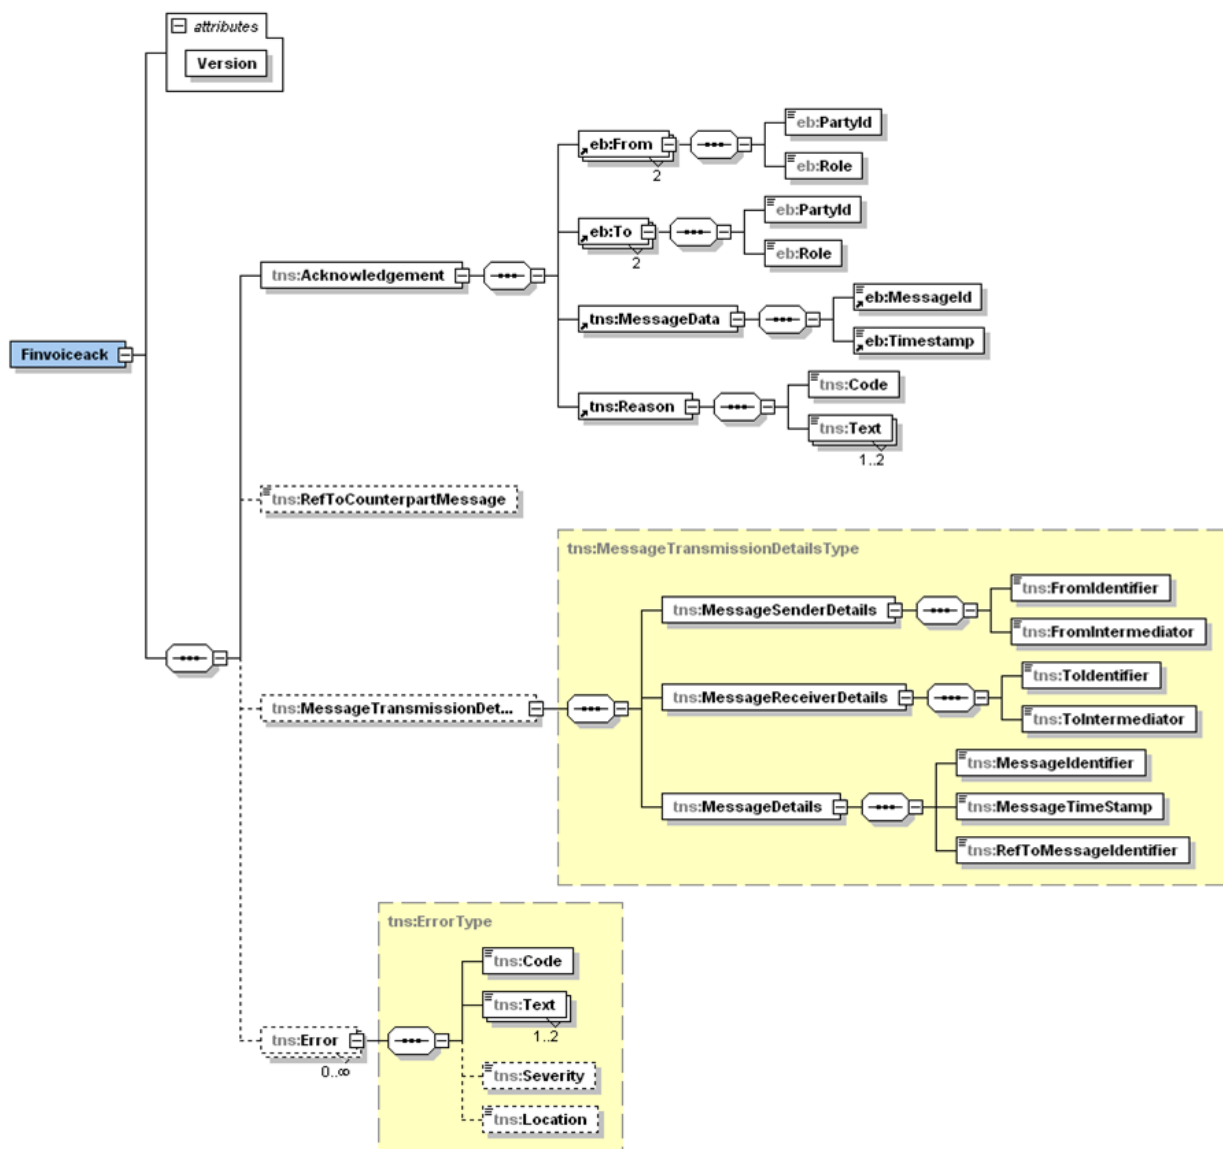 attributes
Version
Finvoiceack
tns:Acknowledgement
eb:From
2
eb:PartyId
eb:Role
eb:To
2
eb:PartyId
eb:Role
tns:MessageData
eb:MessageId
eb:Timestamp
tns:Reason
tns:Code
tns:Text
1..2
tns:RefToCounterpartMessage
tns:MessageTransmissionDet...
tns:MessageTransmissionDetailsType
tns:MessageSenderDetails
tns:FromIdentifier
tns:FromIntermediator
tns:MessageReceiverDetails
tns:ToIdentifier
tns:ToIntermediator
tns:MessageDetails
tns:MessageIdentifier
tns:MessageTimeStamp
tns:RefToMessageIdentifier
tns:Error
0..∞
tns:ErrorType
tns:Code
tns:Text
1..2
tns:Severity
tns:Location